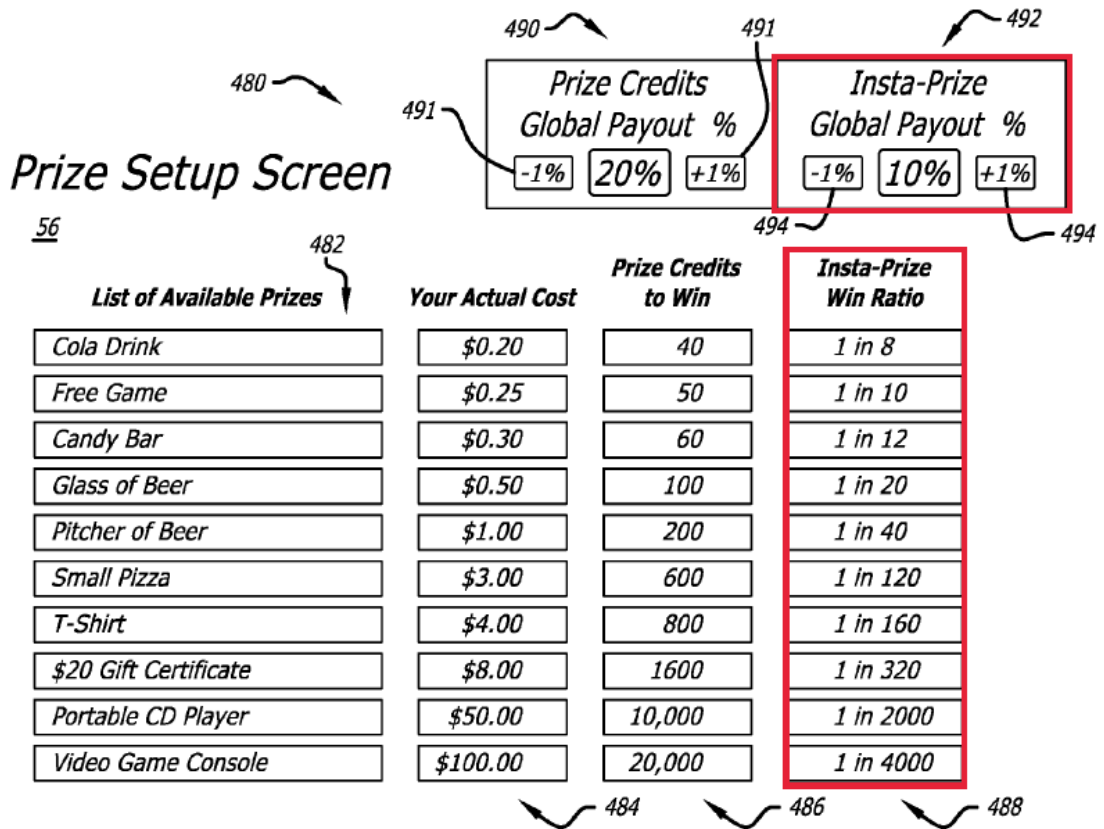 490
491
492
480
491
Prize Credits
Global Payout %
-1% 20% +1%
Insta-Prize
Global Payout %
-1% 10% +1%
494
494
Prize Setup Screen
56
482
List of Available Prizes Your Actual Cost Prize Credits to Win Insta-Prize Win Ratio
Cola Drink $0.20 40 1 in 8
Free Game $0.25 50 1 in 10
Candy Bar $0.30 60 1 in 12
Glass of Beer $0.50 100 1 in 20
Pitcher of Beer $1.00 200 1 in 40
Small Pizza $3.00 600 1 in 120
T-Shirt $4.00 800 1 in 160
$20 Gift Certificate $8.00 1600 1 in 320
Portable CD Player $50.00 10,000 1 in 2000
Video Game Console $100.00 20,000 1 in 4000
484 486 488